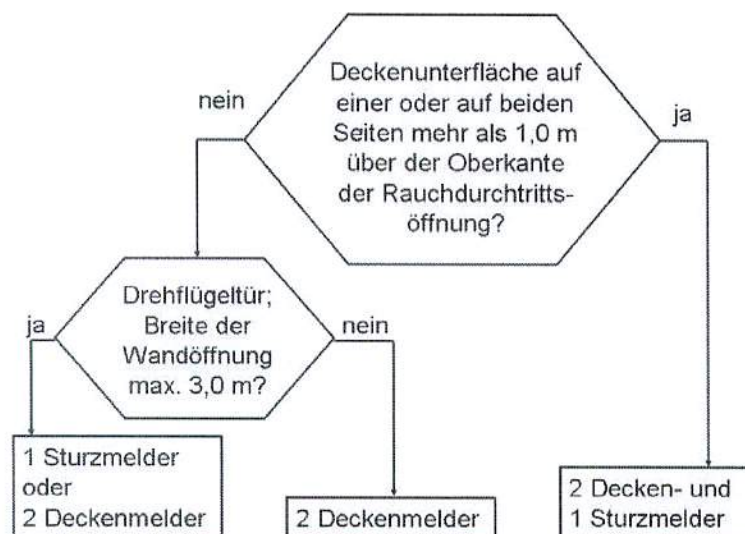 Deckenunterfläche auf
einer oder auf beiden
Seiten mehr als 1,0 m
über der Oberkante
der Rauchdurchtritts-
öffnung?
nein
ja
Drehflügeltür;
Breite der
Wandöffnung
max. 3,0 m?
ja
nein
1 Sturzmelder
oder
2 Deckenmelder
2 Deckenmelder
2 Decken- und
1 Sturzmelder